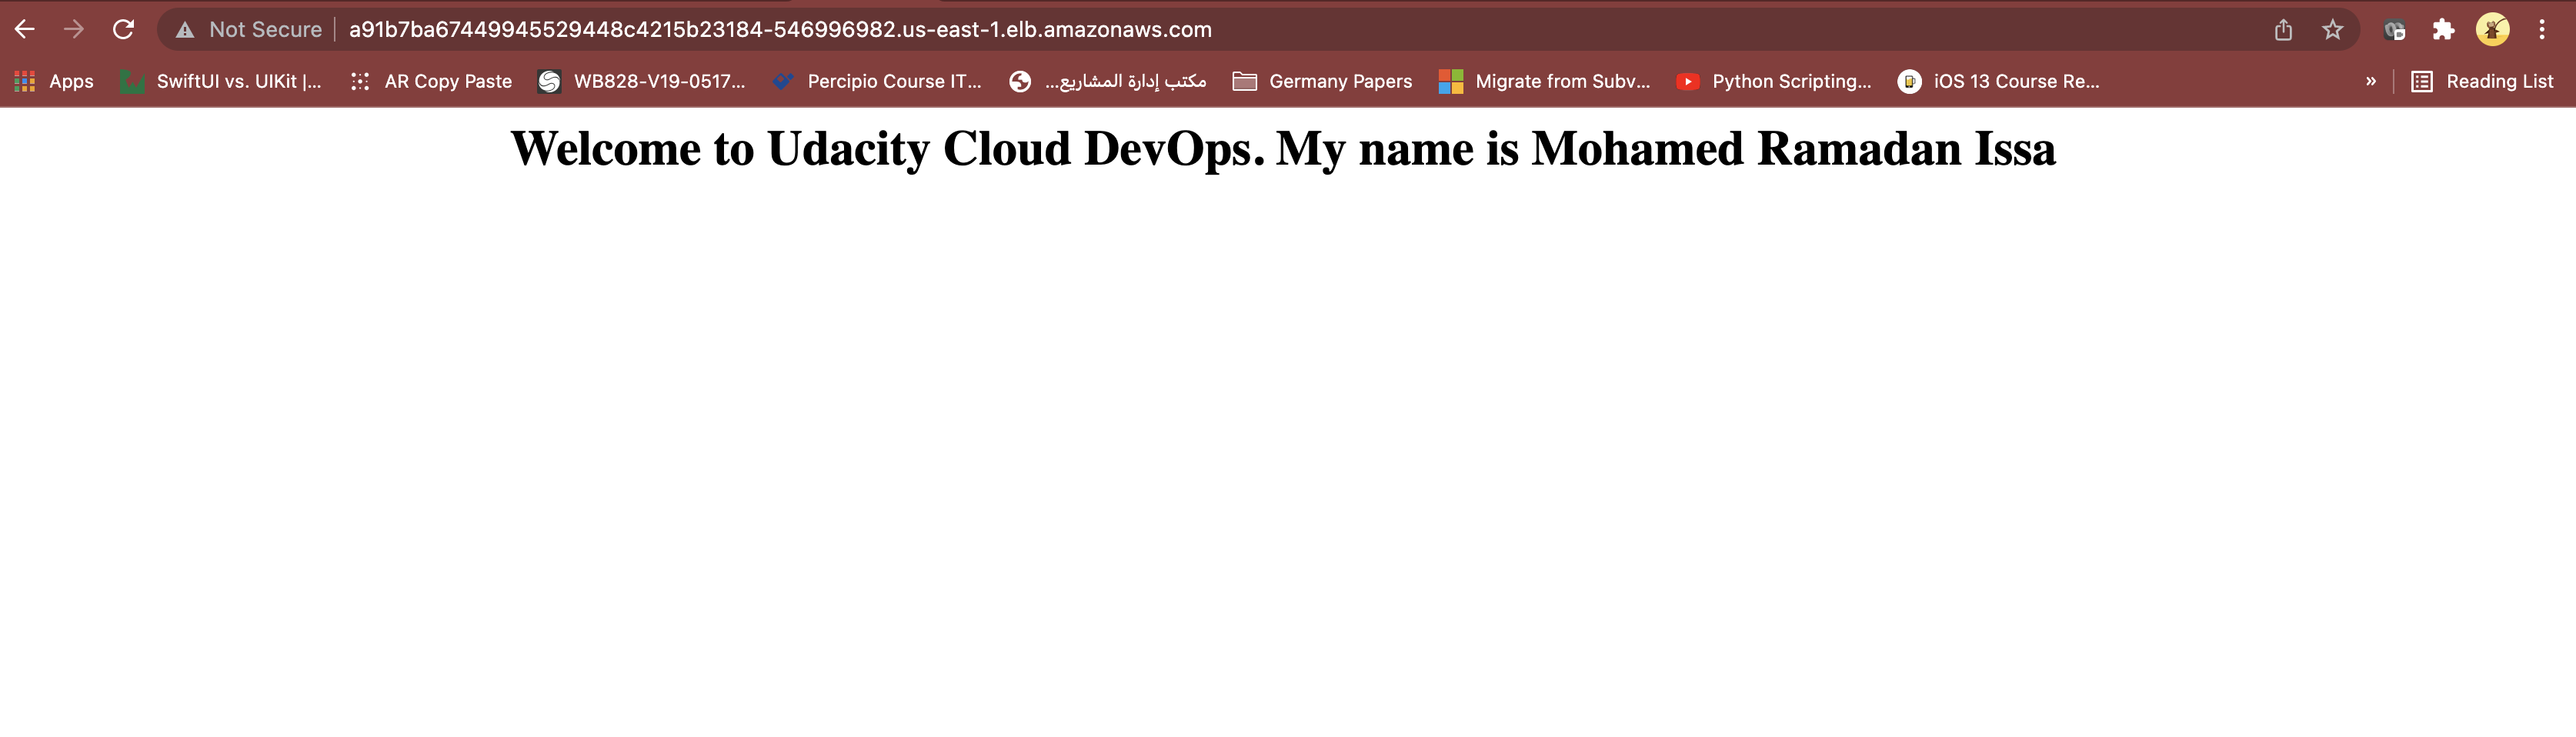 Not Secure a91b7ba67449945529448c4215b23184-546996982.us-east-1.elb.amazonaws.com
Apps SwiftUI vs. UIKit |... AR Copy Paste WB828-V19-0517... Percipio Course IT... مكتب إدارة المشاريع... Germany Papers Migrate from Subv... Python Scripting... iOS 13 Course Re... » Reading List
Welcome to Udacity Cloud DevOps. My name is Mohamed Ramadan Issa